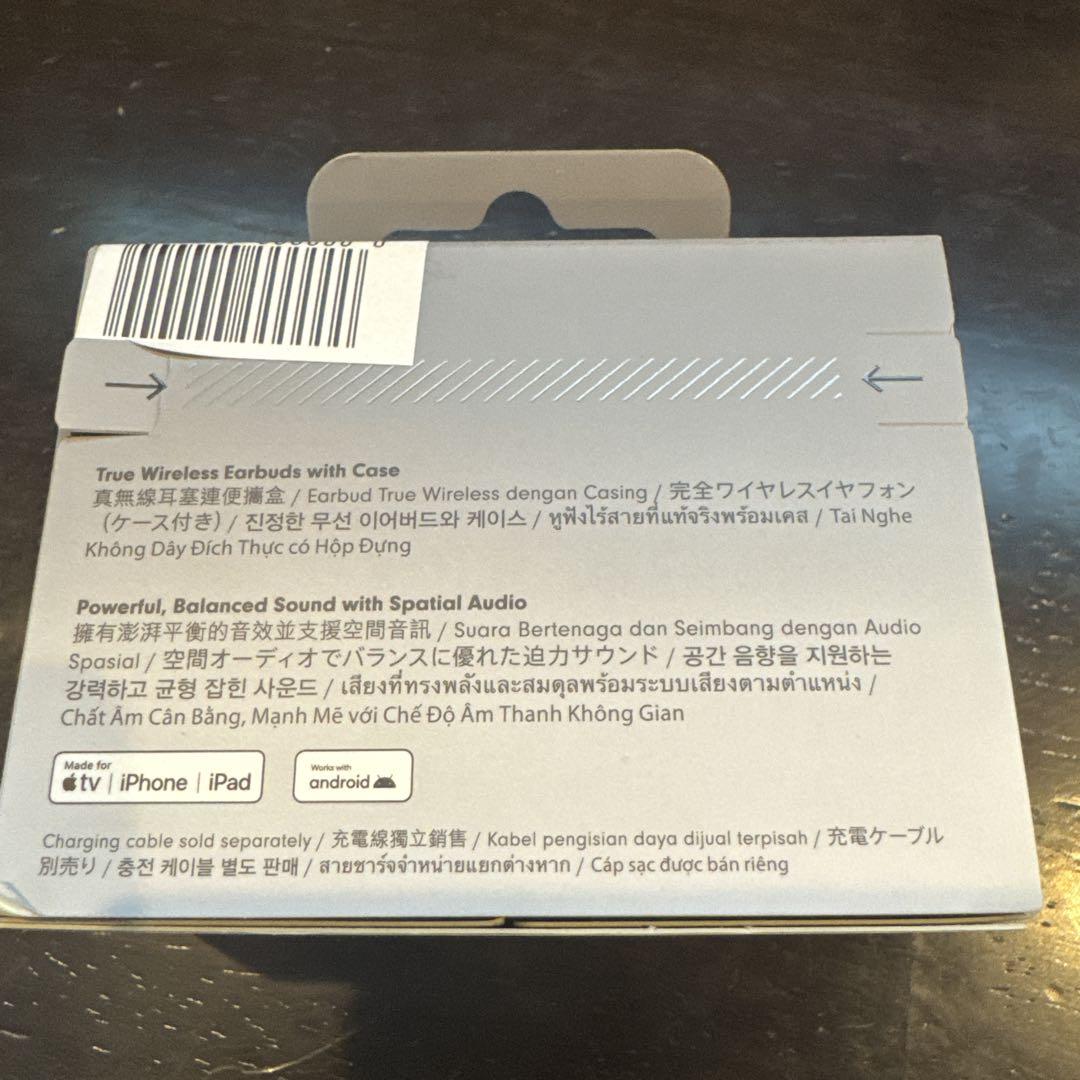 True Wireless Earbuds with Case
真無線耳塞連便攜盒 / Earbud True Wireless dengan Casing / 完全ワイヤレスイヤフォン
（ケース付き）/ 진정한 무선 이어버드와 케이스 / หูฟังไร้สายที่แท้จริงพร้อมเคส / Tai Nghe
Không Dây Đích Thực có Hộp Đựng
Powerful, Balanced Sound with Spatial Audio
擁有澎湃平衡的音效並支援空間音訊 / Suara Bertenaga dan Seimbang dengan Audio
Spasial / 空間オーディオでバランスに優れた迫力サウンド / 공간 음향을 지원하는
강력하고 균형 잡힌 사운드 / เสียงที่ทรงพลังและสมดุลพร้อมระบบเสียงตามตำแหน่ง /
Chất Âm Cân Bằng, Mạnh Mẽ với Chế Độ Âm Thanh Không Gian
Made for
tv | iPhone | iPad
Works with
android
Charging cable sold separately / 充電線獨立銷售 / Kabel pengisian daya dijual terpisah / 充電ケーブル
別売り / 충전 케이블 별도 판매 / สายชาร์จจำหน่ายแยกต่างหาก / Cáp sạc được bán riêng